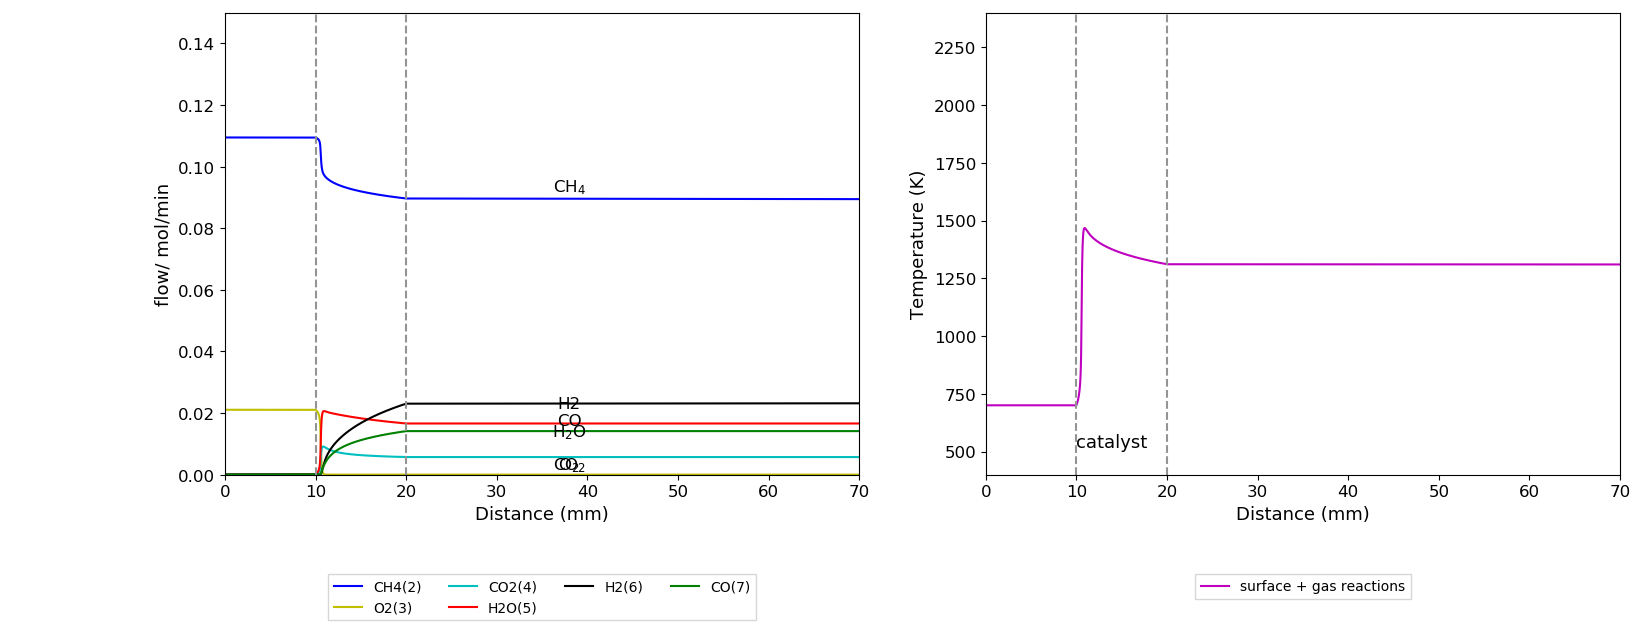 0.14
0.12
0.10
0.08
0.06
0.04
0.02
0.00
flow/ mol/min
CH₄
H2
CO
H₂O
CO₂
O₂
0 10 20 30 40 50 60 70
Distance (mm)
CH4(2) CO2(4) H2(6) CO(7)
O2(3) H2O(5)
2250
2000
1750
1500
1250
1000
750
500
Temperature (K)
catalyst
0 10 20 30 40 50 60 70
Distance (mm)
surface + gas reactions